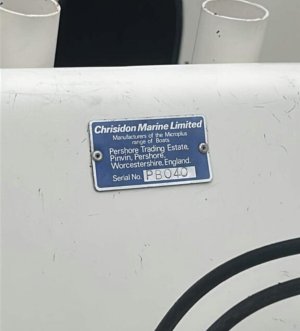 Chrisidon Marine Limited
Manufacturers of the Microplus
range of Boats
Pershore Trading Estate,
Pinvin, Pershore,
Worcestershire, England.
Serial No. PB040